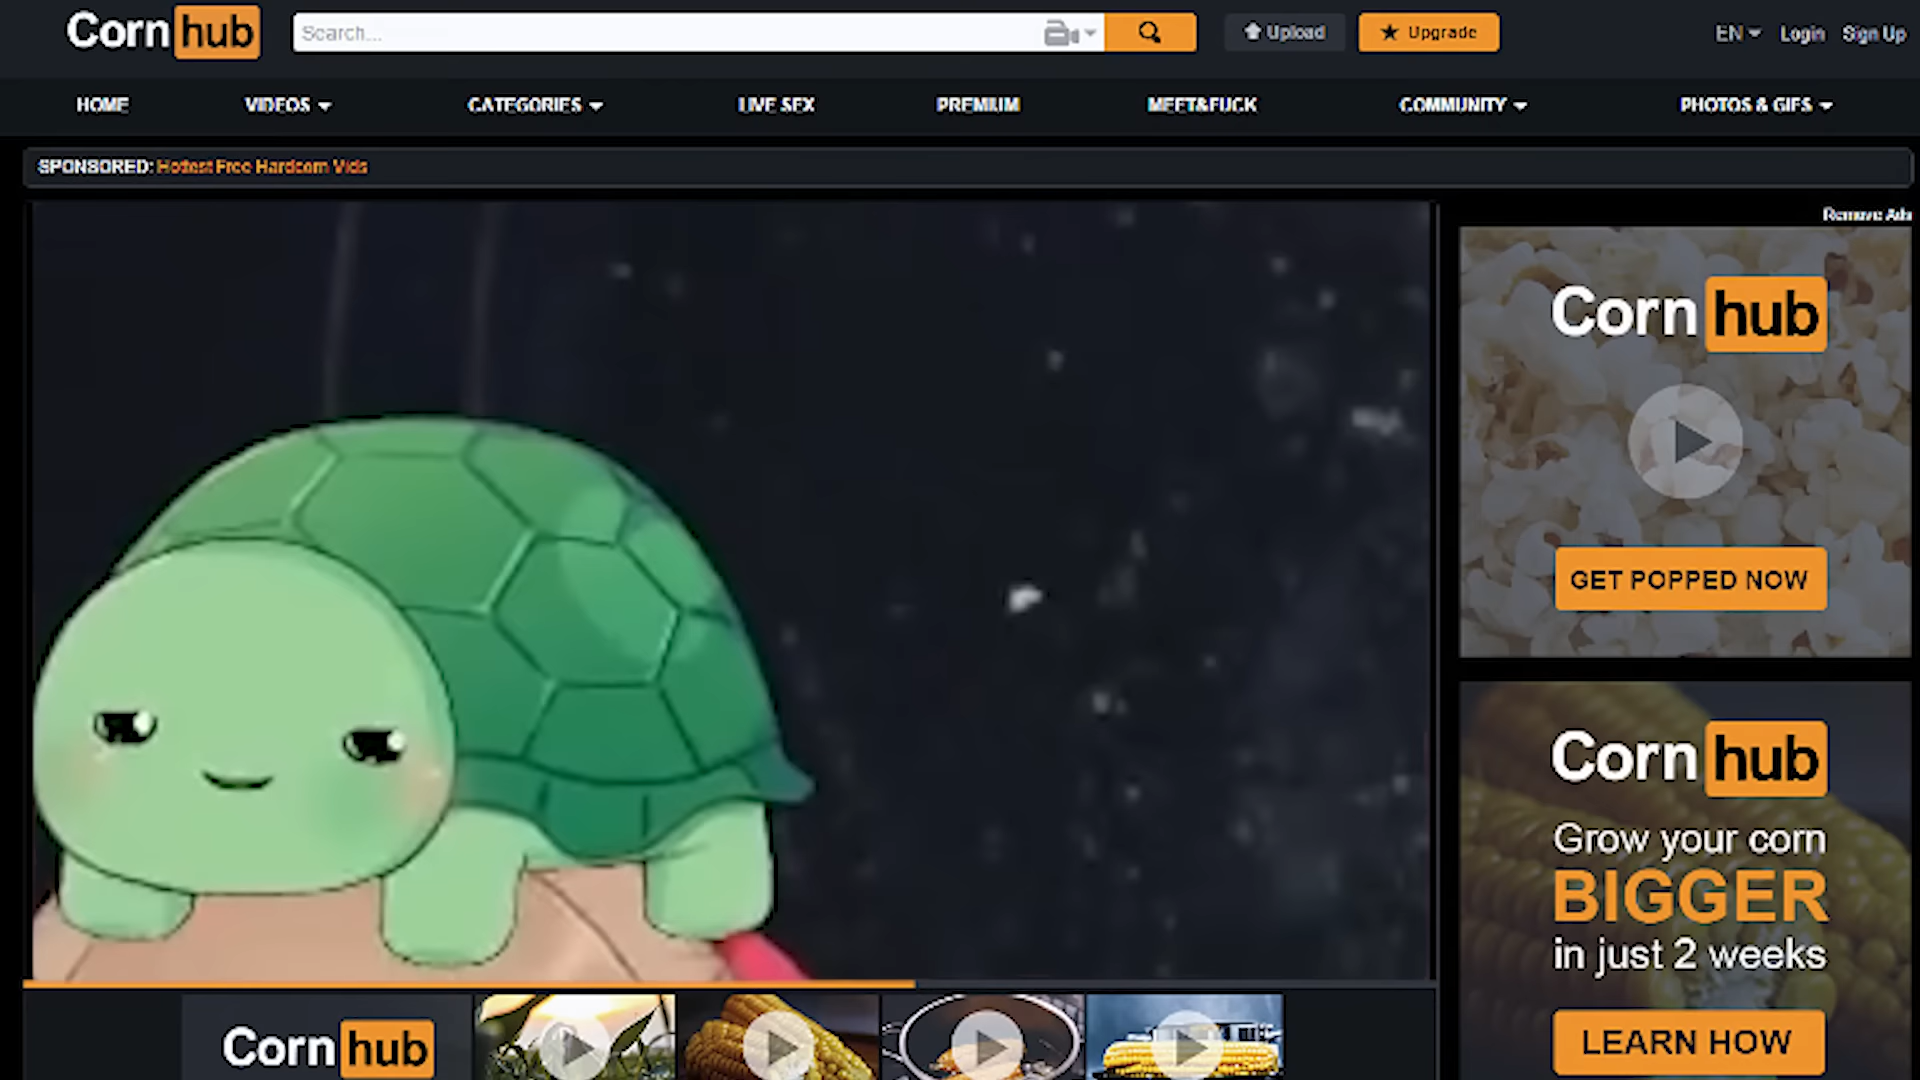 Corn hub
Search...
Upload
Upgrade
EN
Login
Sign Up
HOME
VIDEOS
CATEGORIES
LIVE SEX
PREMIUM
MEET&FUCK
COMMUNITY
PHOTOS & GIFS
SPONSORED: Hottest Free Hardcorn Vids
Remove Ads
Corn hub
GET POPPED NOW
Corn hub
Grow your corn
BIGGER
in just 2 weeks
LEARN HOW
Corn hub